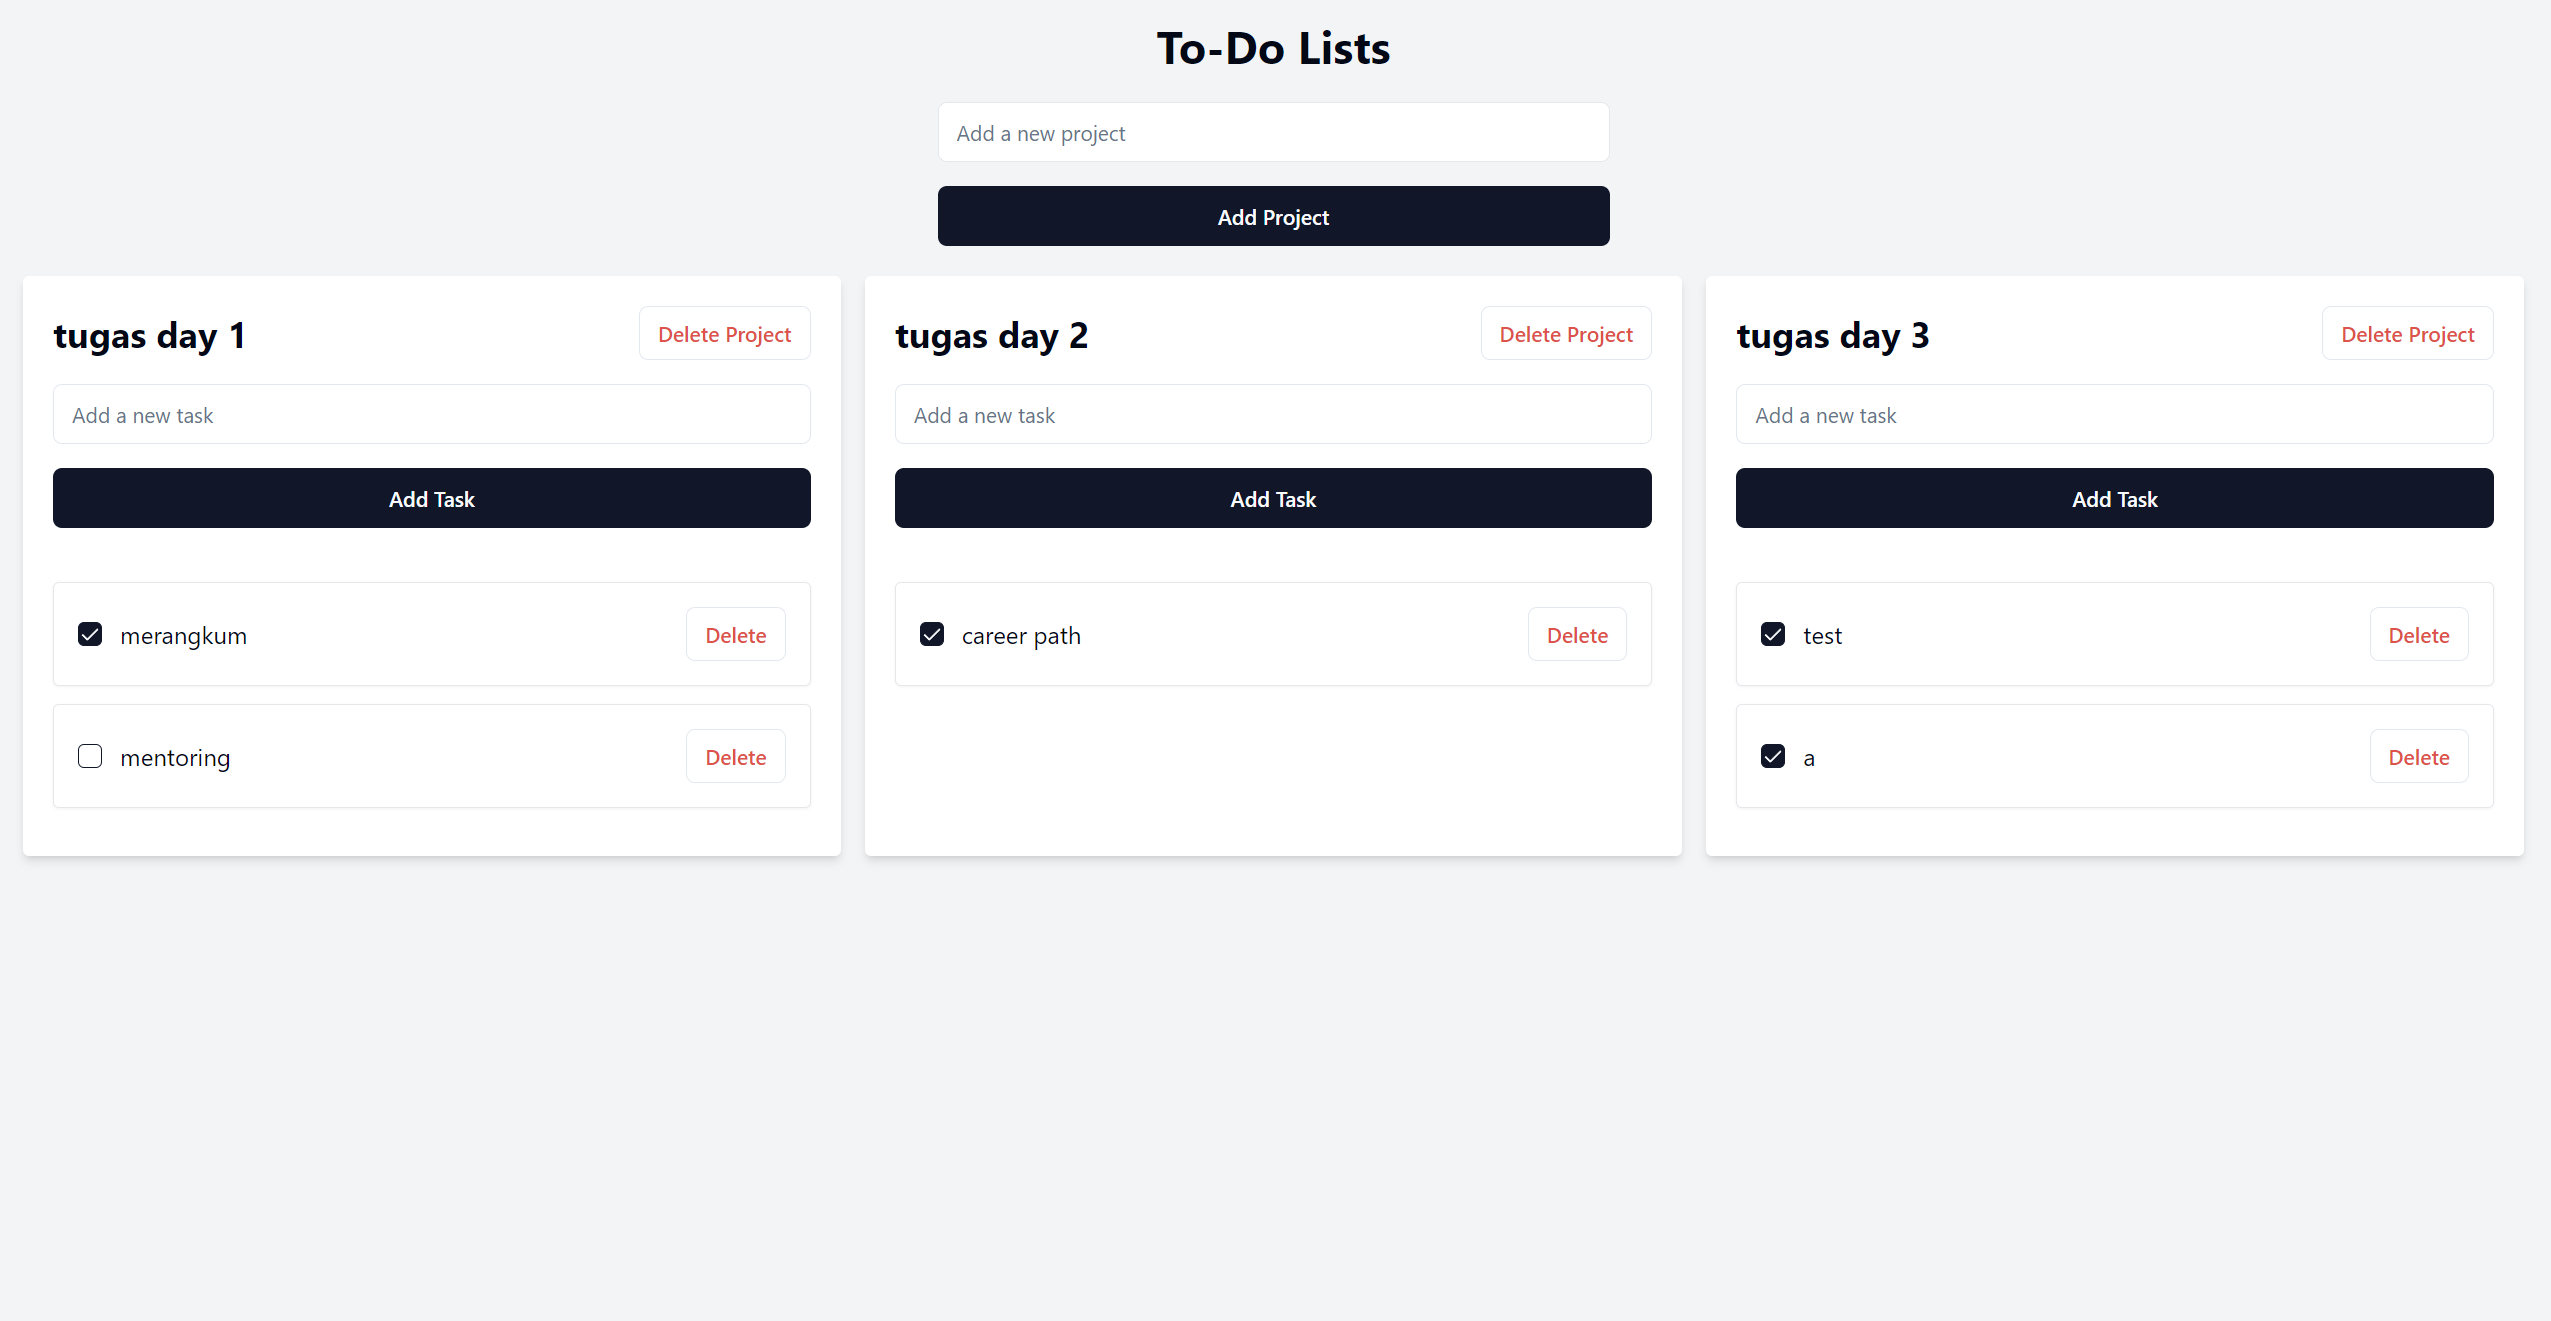 To-Do Lists
Add a new project
Add Project
tugas day 1
Delete Project
Add a new task
Add Task
merangkum
Delete
mentoring
Delete
tugas day 2
Delete Project
Add a new task
Add Task
career path
Delete
tugas day 3
Delete Project
Add a new task
Add Task
test
Delete
a
Delete